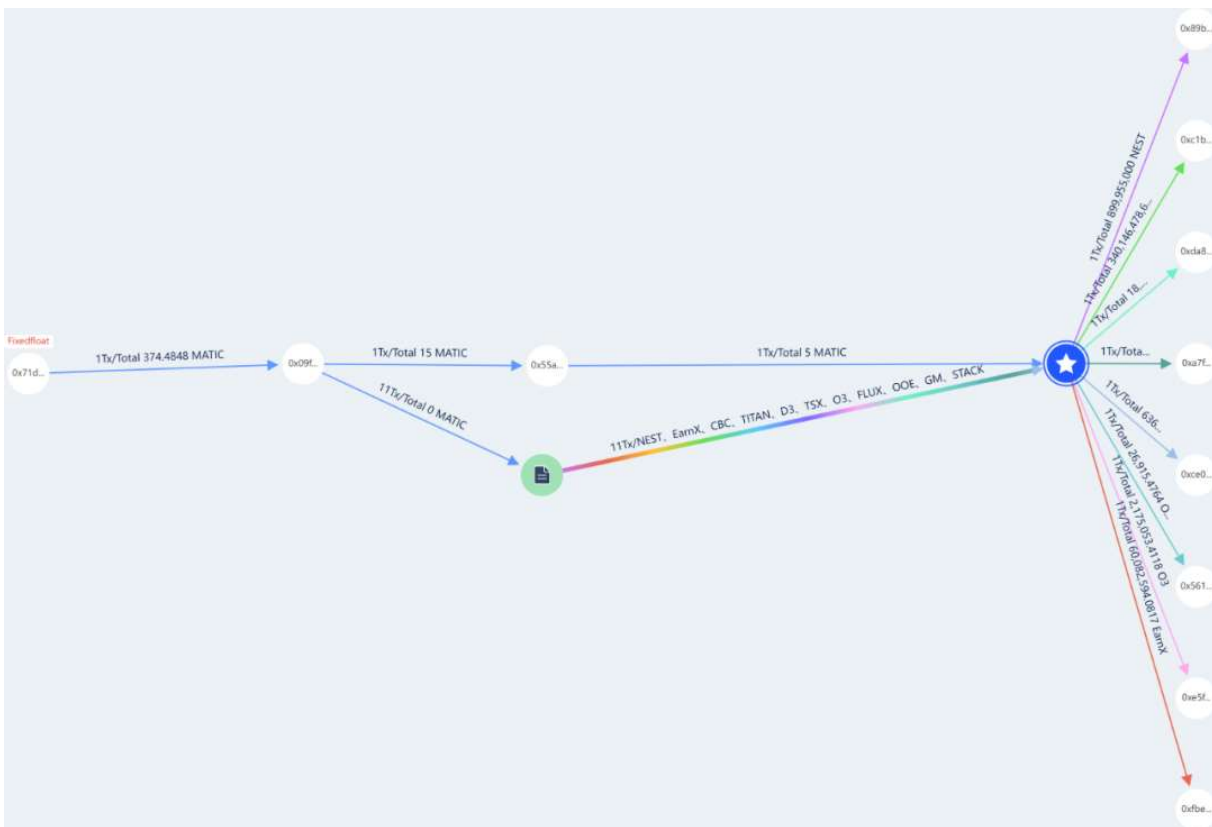 Fixedfloat
0x71d...
1Tx/Total 374.4848 MATIC
0x09f...
1Tx/Total 15 MATIC
11Tx/Total 0 MATIC
0x55a...
1Tx/Total 5 MATIC
11Tx/NEST、EarnX、CBC、TITAN、D3、TSX、O3、FLUX、OOE、GM、STACK
1Tx/Total 899,955,000 NEST
1Tx/Total 340,146,478.6...
1Tx/Total 18,...
1Tx/Tota...
1Tx/Total 636...
1Tx/Total 26,915.4764 O...
1Tx/Total 2,175,053.4118 O3
1Tx/Total 60,082,594.0817 EarnX
0x89b...
0xc1b...
0xda8...
0xa7f...
0xce0...
0x561...
0xe5f...
0xfbe...